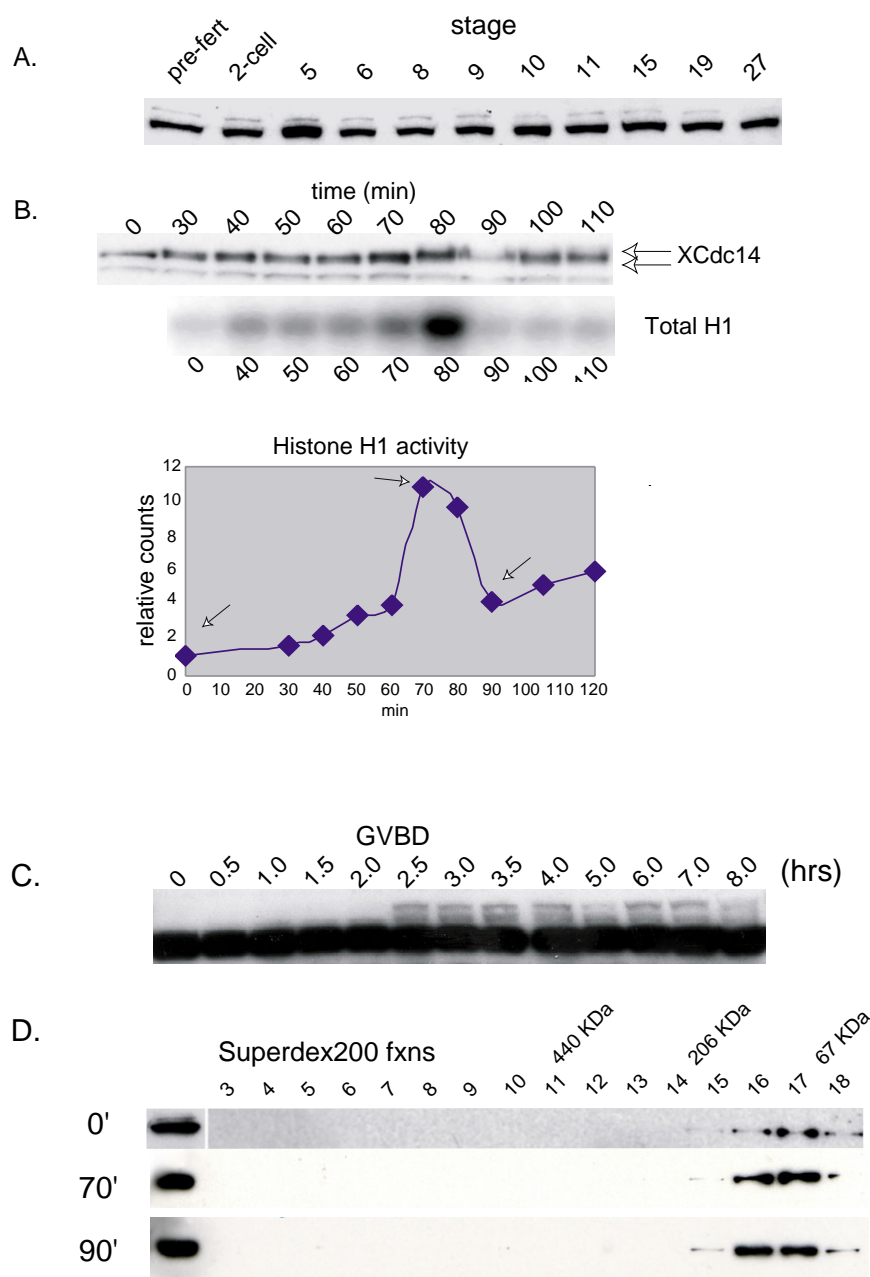 stage
A.
pre-fert 2-cell 5 6 8 9 10 11 15 19 27
time (min)
B.
0 30 40 50 60 70 80 90 100 110
XCdc14
Total H1
0 40 50 60 70 80 90 100 110
Histone H1 activity
relative counts
12
10
8
6
4
2
0
0 10 20 30 40 50 60 70 80 90 100 110 120
min
GVBD
C.
0 0.5 1.0 1.5 2.0 2.5 3.0 3.5 4.0 5.0 6.0 7.0 8.0 (hrs)
D.
Superdex200 fxns
440 KDa 206 KDa 67 KDa
3 4 5 6 7 8 9 10 11 12 13 14 15 16 17 18
0'
70'
90'